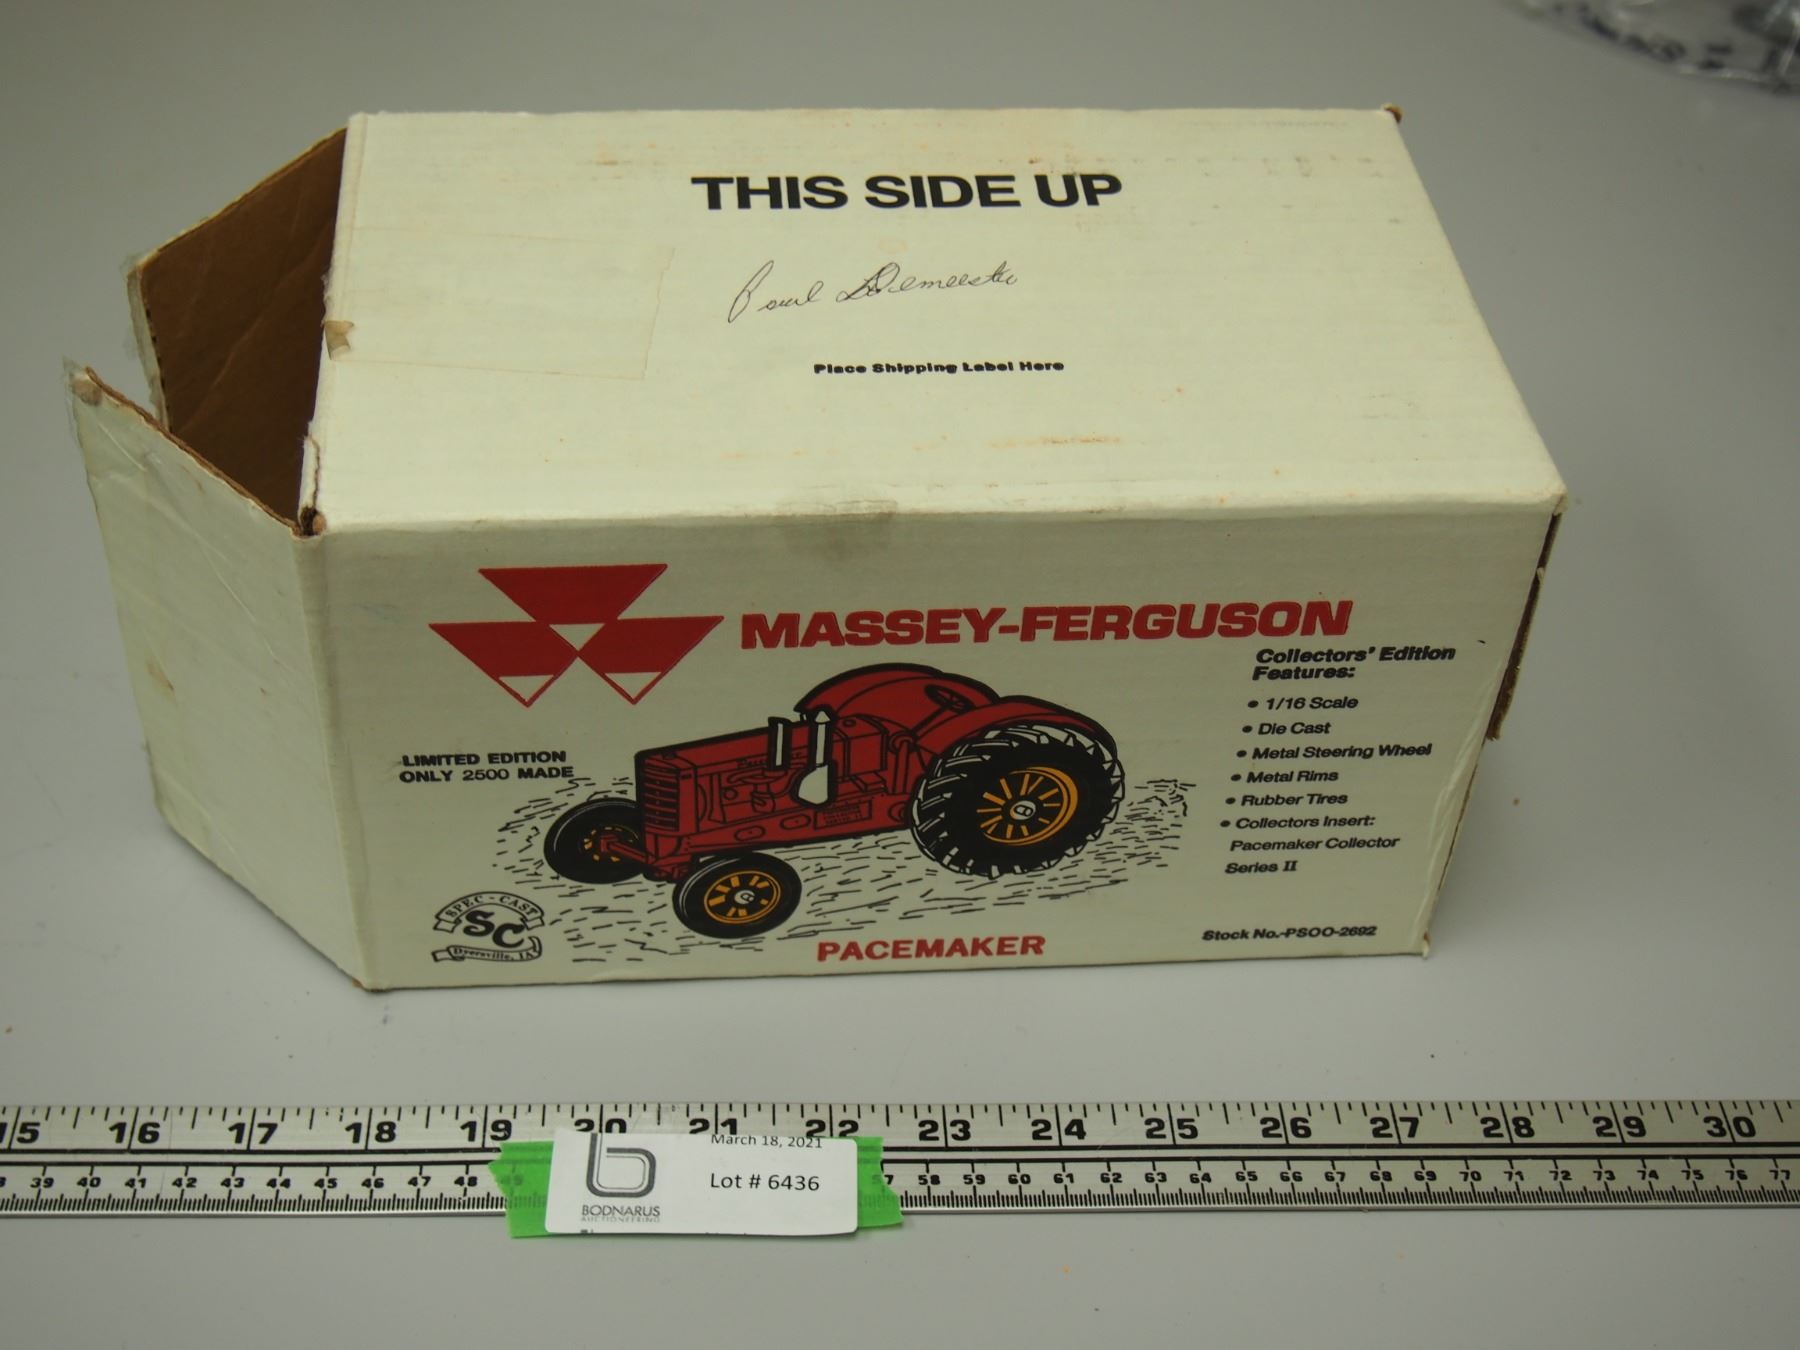 THIS SIDE UP
Paul Demeester
Place Shipping Label Here
MASSEY-FERGUSON
Collectors' Edition
Features:
• 1/16 Scale
• Die Cast
• Metal Steering Wheel
• Metal Rims
• Rubber Tires
• Collectors Insert:
Pacemaker Collector
Series II
LIMITED EDITION
ONLY 2500 MADE
SPEC-CAST
SC
Dyersville, IA
PACEMAKER
Stock No.-PSOO-2692
15 16 17 18 19 20 21 22 23 24 25 26 27 28 29 30
39 40 41 42 43 44 45 46 47 48 49 57 58 59 60 61 62 63 64 65 66 67 68 69 70 71 72 73 74 75 76 77
March 18, 2021
Lot # 6436
BODNARUS
AUCTIONEERING